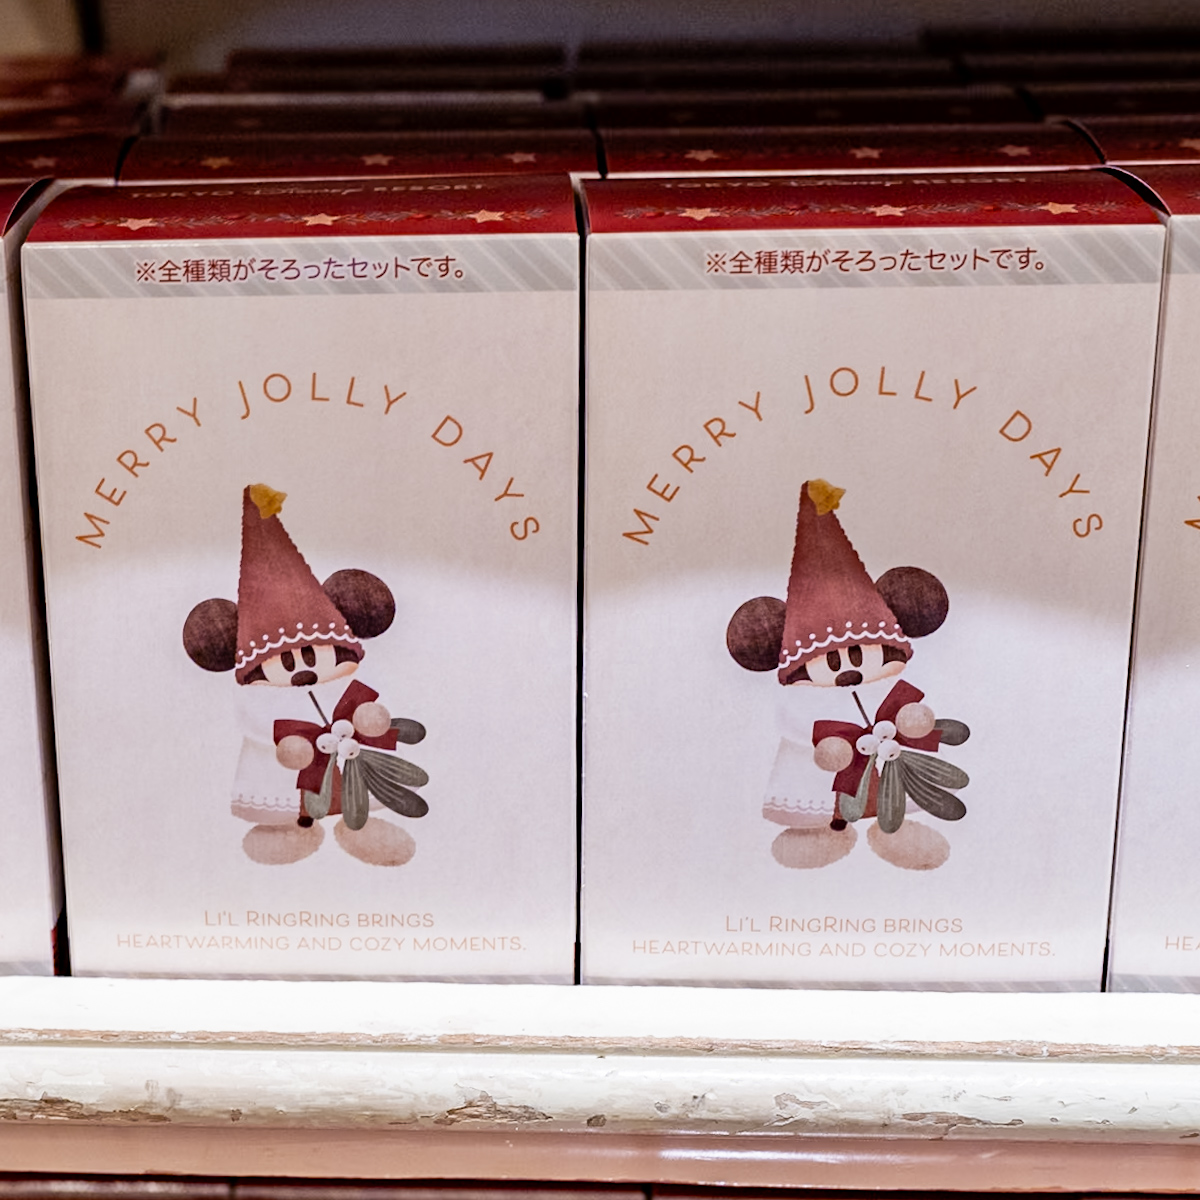 TOKYO Disney RESORT
※全種類がそろったセットです。
MERRY JOLLY DAYS
LI'L RINGRING BRINGS
HEARTWARMING AND COZY MOMENTS.
TOKYO Disney RESORT
※全種類がそろったセットです。
MERRY JOLLY DAYS
LI'L RINGRING BRINGS
HEARTWARMING AND COZY MOMENTS.